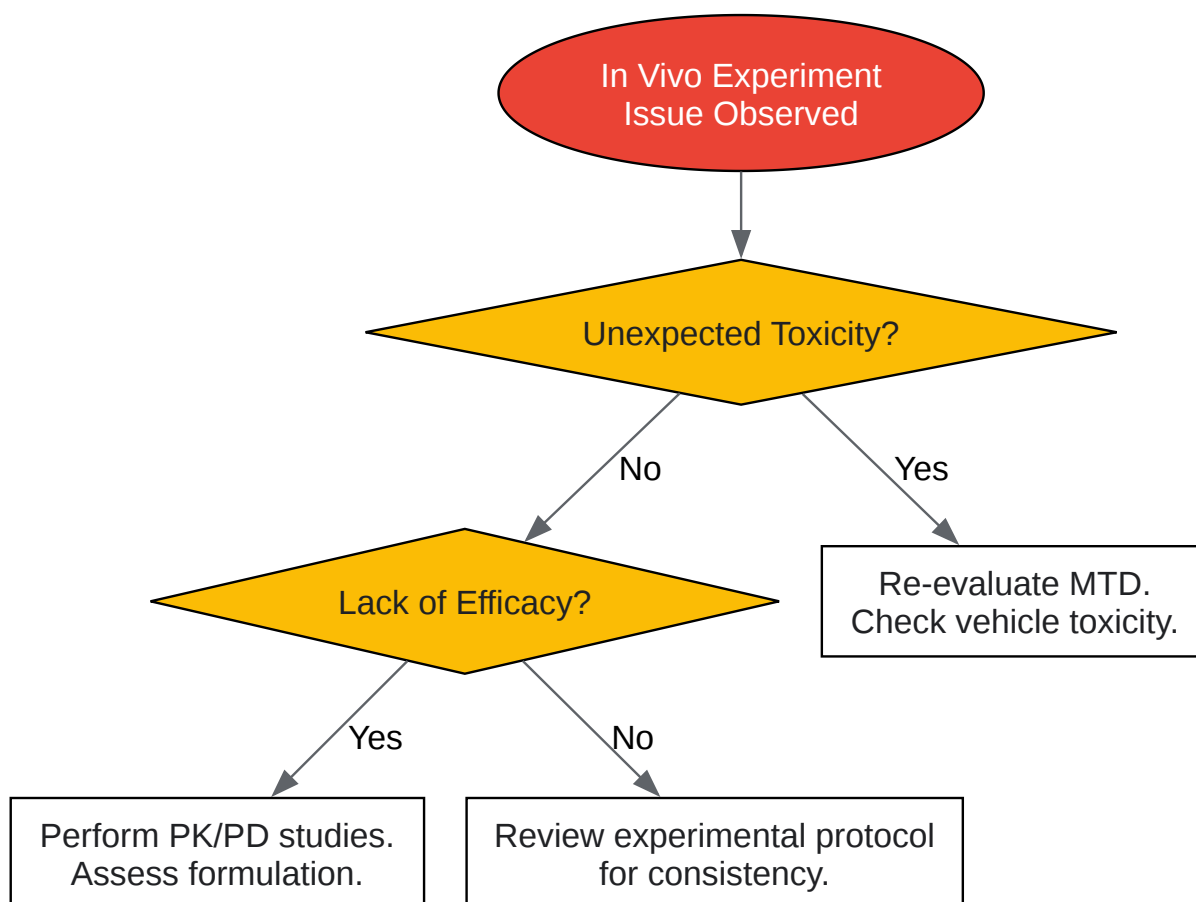 In Vivo Experiment
Issue Observed
Unexpected Toxicity?
No
Yes
Lack of Efficacy?
Re-evaluate MTD.
Check vehicle toxicity.
Yes
No
Perform PK/PD studies.
Assess formulation.
Review experimental protocol
for consistency.